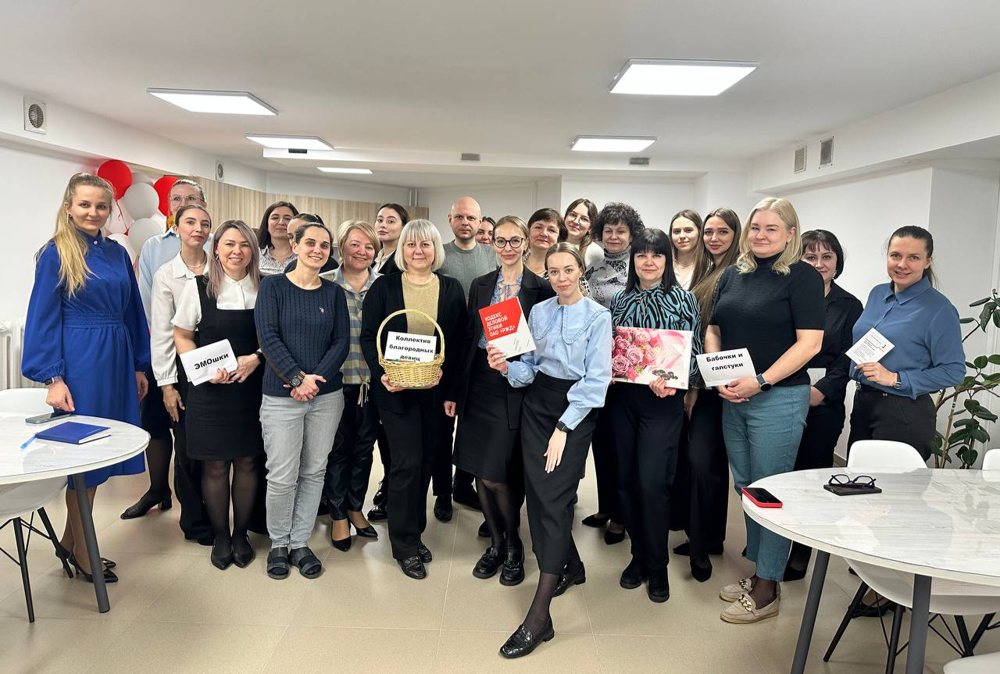 ЭМОшки
Коллектив
благородных
девиц
КОДЕКС
ДЕЛОВОЙ
ЭТИКИ
ОАО «РЖД»
Бабочки и
галстуки